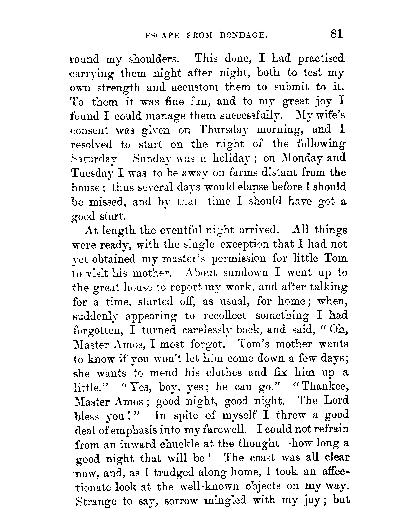 ESCAPE FROM BONDAGE. 81
round my shoulders. This done, I had practised
carrying them night after night, both to test my
own strength and accustom them to submit to it.
To them it was fine fun, and to my great joy I
found I could manage them successfully. My wife's
consent was given on Thursday morning, and I
resolved to start on the night of the following
Saturday. Sunday was a holiday; on Monday and
Tuesday I was to be away on farms distant from the
house; thus several days would elapse before I should
be missed, and by that time I should have got a
good start.
At length the eventful night arrived. All things
were ready, with the single exception that I had not
yet obtained my master's permission for little Tom
to visit his mother. About sundown I went up to
the great house to report my work, and after talking
for a time, started off, as usual, for home; when,
suddenly appearing to recollect something I had
forgotten, I turned carelessly back, and said, "Oh,
Master Amos, I most forgot. Tom's mother wants
to know if you won't let him come down a few days;
she wants to mend his clothes and fix him up a
little." "Yes, boy, yes; he can go." "Thankee,
Master Amos; good night, good night. The Lord
bless you!" In spite of myself I threw a good
deal of emphasis into my farewell. I could not refrain
from an inward chuckle at the thought—how long a
good night that will be! The coast was all clear
now, and, as I trudged along home, I took an affec-
tionate look at the well-known objects on my way.
Strange to say, sorrow mingled with my joy; but